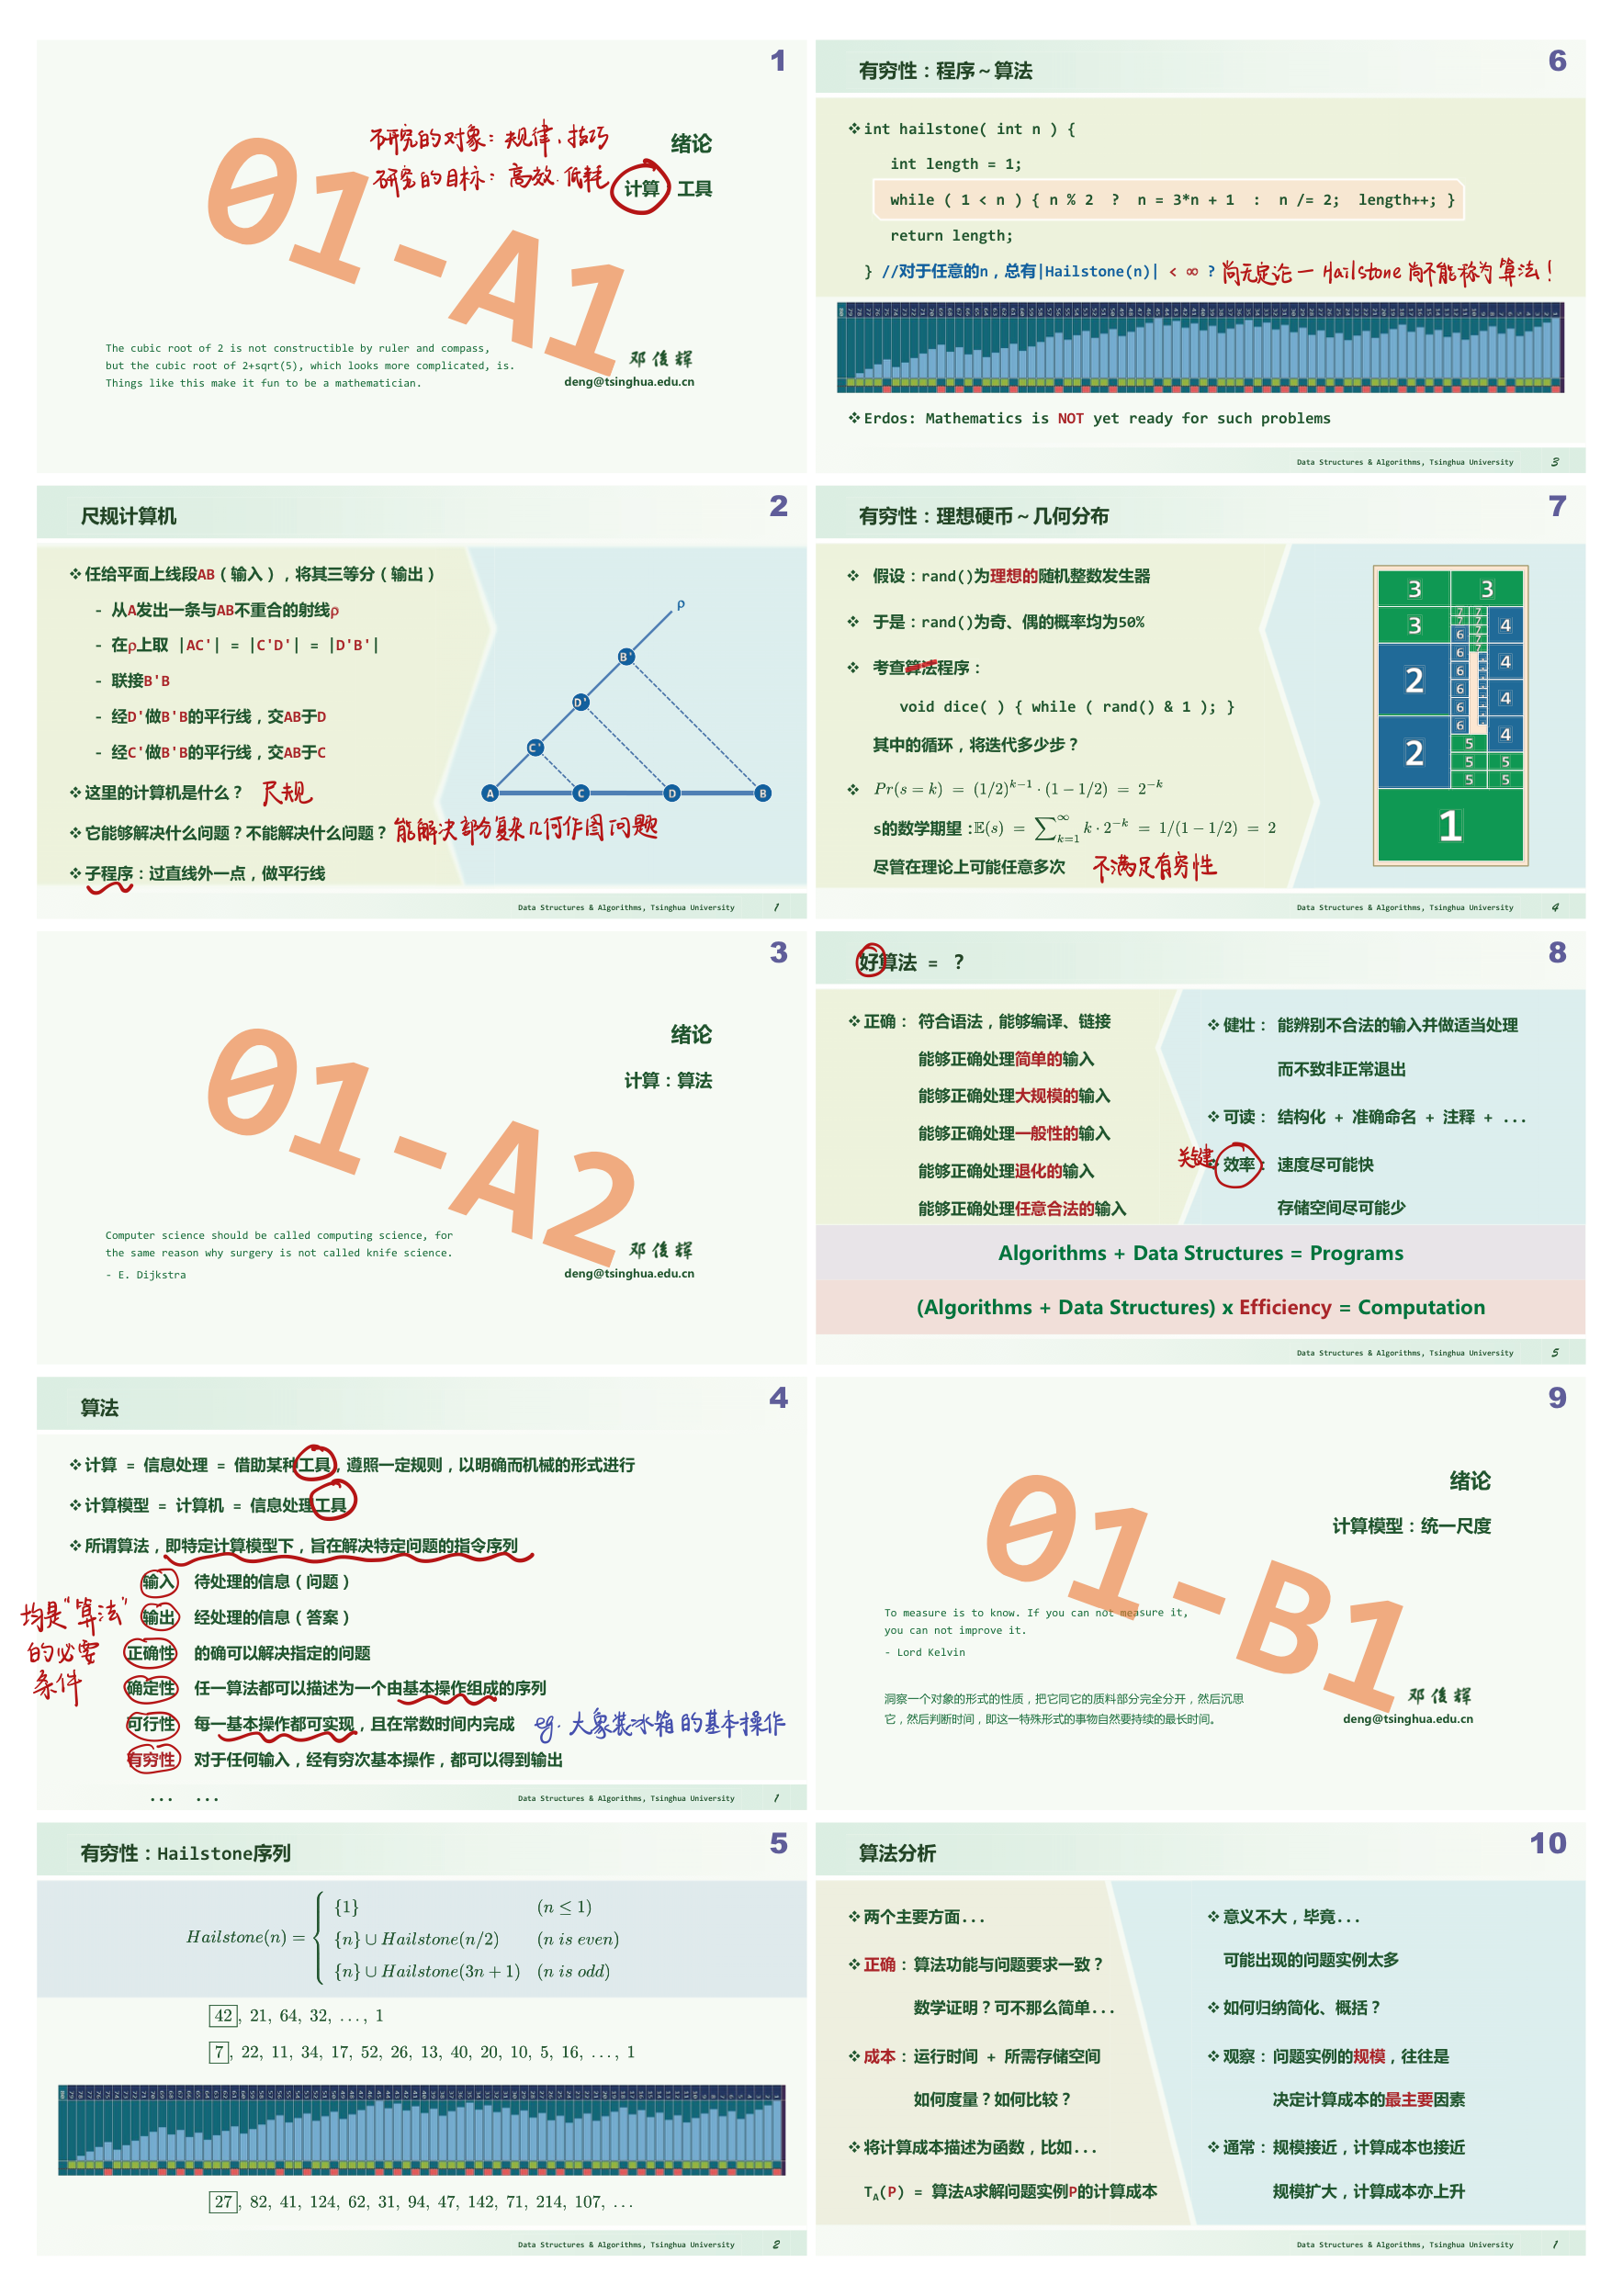 1
不研究的对象：规律、技巧
研究的目标：高效.低耗
绪论
计算 工具
01-A1
The cubic root of 2 is not constructible by ruler and compass,
but the cubic root of 2+sqrt(5), which looks more complicated, is.
Things like this make it fun to be a mathematician.
邓俊辉
deng@tsinghua.edu.cn
2
尺规计算机
❖任给平面上线段AB（输入），将其三等分（输出）
- 从A发出一条与AB不重合的射线ρ
- 在ρ上取 |AC'| = |C'D'| = |D'B'|
- 联接B'B
- 经D'做B'B的平行线，交AB于D
- 经C'做B'B的平行线，交AB于C
❖这里的计算机是什么？ 尺规
❖它能够解决什么问题？不能解决什么问题？ 能解决部分复杂几何作图问题
❖子程序：过直线外一点，做平行线
ρ
B'
D'
C'
A C D B
Data Structures & Algorithms, Tsinghua University 1
3
绪论
计算：算法
01-A2
Computer science should be called computing science, for
the same reason why surgery is not called knife science.
- E. Dijkstra
邓俊辉
deng@tsinghua.edu.cn
4
算法
❖计算 = 信息处理 = 借助某种工具，遵照一定规则，以明确而机械的形式进行
❖计算模型 = 计算机 = 信息处理工具
❖所谓算法，即特定计算模型下，旨在解决特定问题的指令序列
输入 待处理的信息（问题）
输出 经处理的信息（答案）
正确性 的确可以解决指定的问题
确定性 任一算法都可以描述为一个由基本操作组成的序列
可行性 每一基本操作都可实现，且在常数时间内完成 eg. 大象装冰箱的基本操作
有穷性 对于任何输入，经有穷次基本操作，都可以得到输出
... ...
均是“算法”
的必要
条件
Data Structures & Algorithms, Tsinghua University 1
5
有穷性：Hailstone序列
Hailstone(n) =
{1} (n ≤ 1)
{n} ∪ Hailstone(n/2) (n is even)
{n} ∪ Hailstone(3n + 1) (n is odd)
42, 21, 64, 32, ..., 1
7, 22, 11, 34, 17, 52, 26, 13, 40, 20, 10, 5, 16, ..., 1
27, 82, 41, 124, 62, 31, 94, 47, 142, 71, 214, 107, ...
Data Structures & Algorithms, Tsinghua University 2
6
有穷性：程序～算法
❖int hailstone( int n ) {
int length = 1;
while ( 1 < n ) { n % 2 ? n = 3*n + 1 : n /= 2; length++; }
return length;
} //对于任意的n，总有|Hailstone(n)| < ∞ ? 尚无定论 — Hailstone 尚不能称为算法！
❖Erdos: Mathematics is NOT yet ready for such problems
Data Structures & Algorithms, Tsinghua University 3
7
有穷性：理想硬币～几何分布
❖ 假设：rand()为理想的随机整数发生器
❖ 于是：rand()为奇、偶的概率均为50%
❖ 考查算法程序：
void dice( ) { while ( rand() & 1 ); }
其中的循环，将迭代多少步？
❖ Pr(s = k) = (1/2)^{k−1} · (1 − 1/2) = 2^{−k}
s的数学期望：𝔼(s) = ∑_{k=1}^{∞} k · 2^{−k} = 1/(1 − 1/2) = 2
尽管在理论上可能任意多次 不满足有穷性
3 3
3
4
6
2
4
4
4
2
5
5 5
5 5
1
Data Structures & Algorithms, Tsinghua University 4
8
好算法 = ?
❖正确： 符合语法，能够编译、链接
能够正确处理简单的输入
能够正确处理大规模的输入
能够正确处理一般性的输入
能够正确处理退化的输入
能够正确处理任意合法的输入
❖健壮： 能辨别不合法的输入并做适当处理
而不致非正常退出
❖可读： 结构化 + 准确命名 + 注释 + ...
关键 ❖效率： 速度尽可能快
存储空间尽可能少
Algorithms + Data Structures = Programs
(Algorithms + Data Structures) x Efficiency = Computation
Data Structures & Algorithms, Tsinghua University 5
9
绪论
计算模型：统一尺度
01-B1
To measure is to know. If you can not measure it,
you can not improve it.
- Lord Kelvin
洞察一个对象的形式的性质，把它同它的质料部分完全分开，然后沉思
它，然后判断时间，即这一特殊形式的事物自然要持续的最长时间。
邓俊辉
deng@tsinghua.edu.cn
10
算法分析
❖两个主要方面...
❖正确：算法功能与问题要求一致？
数学证明？可不那么简单...
❖成本：运行时间 + 所需存储空间
如何度量？如何比较？
❖将计算成本描述为函数，比如...
T_A(P) = 算法A求解问题实例P的计算成本
❖意义不大，毕竟...
可能出现的问题实例太多
❖如何归纳简化、概括？
❖观察：问题实例的规模，往往是
决定计算成本的最主要因素
❖通常：规模接近，计算成本也接近
规模扩大，计算成本亦上升
Data Structures & Algorithms, Tsinghua University 1